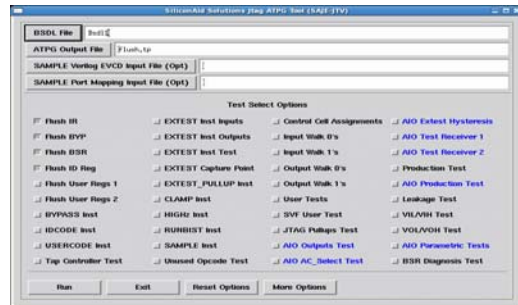 SiliconAid Solutions Jtag ATPG Tool (SAJE-JTV)
BSDL File Bsdl
ATPG Output File Flush.tp
SAMPLE Verilog EVCD Input File (Opt)
SAMPLE Port Mapping Input File (Opt)
Test Select Options
Flush IR EXTEST Inst Inputs Control Cell Assignments AIO Extest Hysteresis
Flush BYP EXTEST Inst Outputs Input Walk 0's AIO Test Receiver 1
Flush BSR EXTEST Inst Test Input Walk 1's AIO Test Receiver 2
Flush ID Reg EXTEST Capture Point Output Walk 0's Production Test
Flush User Regs 1 EXTEST_PULLUP Inst Output Walk 1's AIO Production Test
Flush User Regs 2 CLAMP Inst User Tests Leakage Test
BYPASS Inst HIGHz Inst SVF User Test VIL/VIH Test
IDCODE Inst RUNBIST Inst JTAG Pullups Test VOL/VOH Test
USERCODE Inst SAMPLE Inst AIO Outputs Test AIO Parametric Tests
Tap Controller Test Unused Opcode Test AIO AC_Select Test BSR Diagnosis Test
Run Exit Reset Options More Options